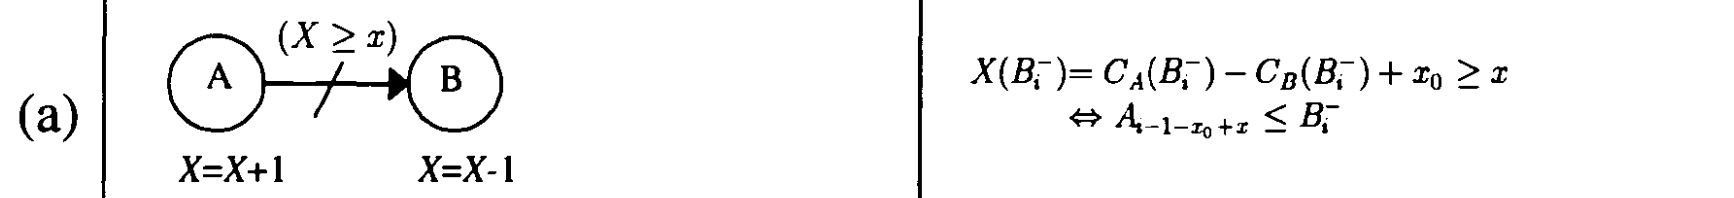 (a)
(X ≥ x)
A
B
X=X+1
X=X-1
X(B_i^-)= C_A(B_i^-) – C_B(B_i^-) + x_0 ≥ x
⇔ A_{i-1-x_0+x} ≤ B_i^-